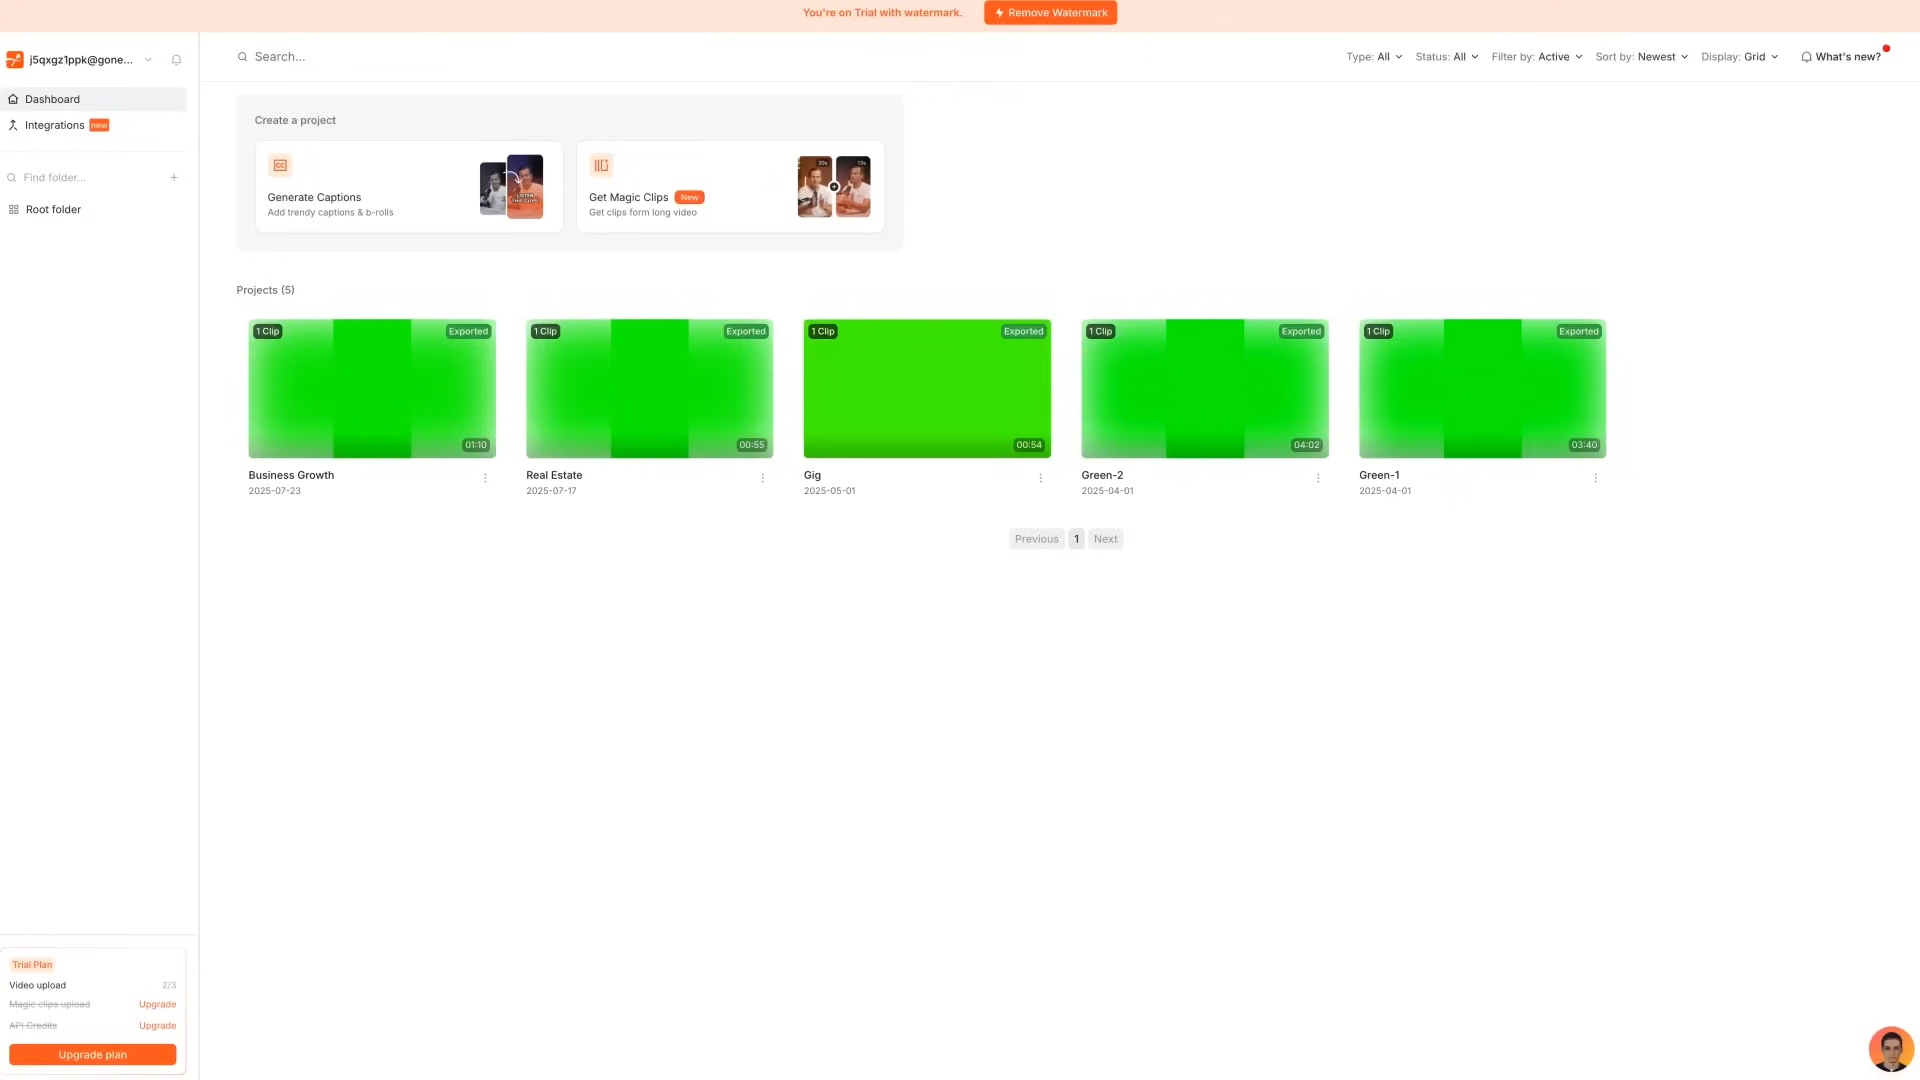 You're on Trial with watermark.
Remove Watermark
j5qxgz1ppk@gone...
Search...
Type: All
Status: All
Filter by: Active
Sort by: Newest
Display: Grid
What's new?
Dashboard
Integrations new
Find folder...
Root folder
Create a project
Generate Captions
Add trendy captions & b-rolls
LISTEN
THIS GUYS
Get Magic Clips New
Get clips form long video
20s
13s
Projects (5)
1 Clip Exported
01:10
Business Growth
2025-07-23
1 Clip Exported
00:55
Real Estate
2025-07-17
1 Clip Exported
00:54
Gig
2025-05-01
1 Clip Exported
04:02
Green-2
2025-04-01
1 Clip Exported
03:40
Green-1
2025-04-01
Previous 1 Next
Trial Plan
Video upload 2/3
Magic clips upload Upgrade
API Credits Upgrade
Upgrade plan